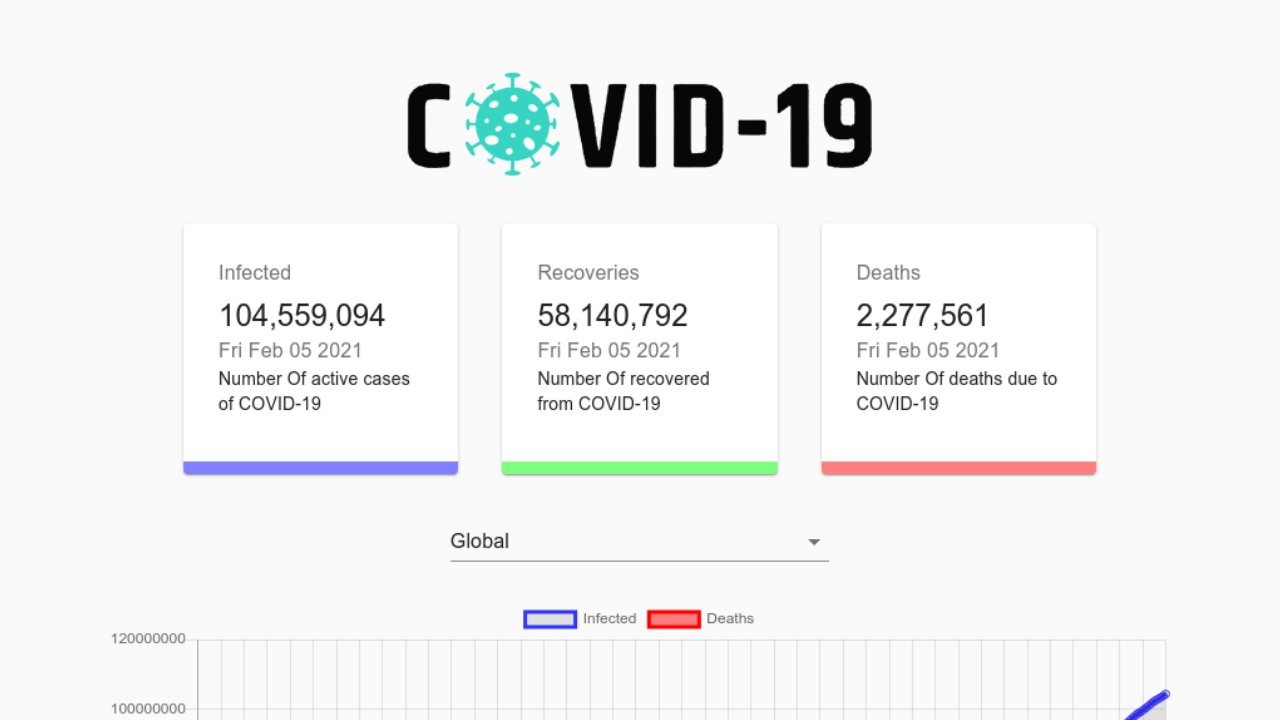 COVID-19
Infected
104,559,094
Fri Feb 05 2021
Number Of active cases
of COVID-19
Recoveries
58,140,792
Fri Feb 05 2021
Number Of recovered
from COVID-19
Deaths
2,277,561
Fri Feb 05 2021
Number Of deaths due to
COVID-19
Global
Infected Deaths
120000000
100000000